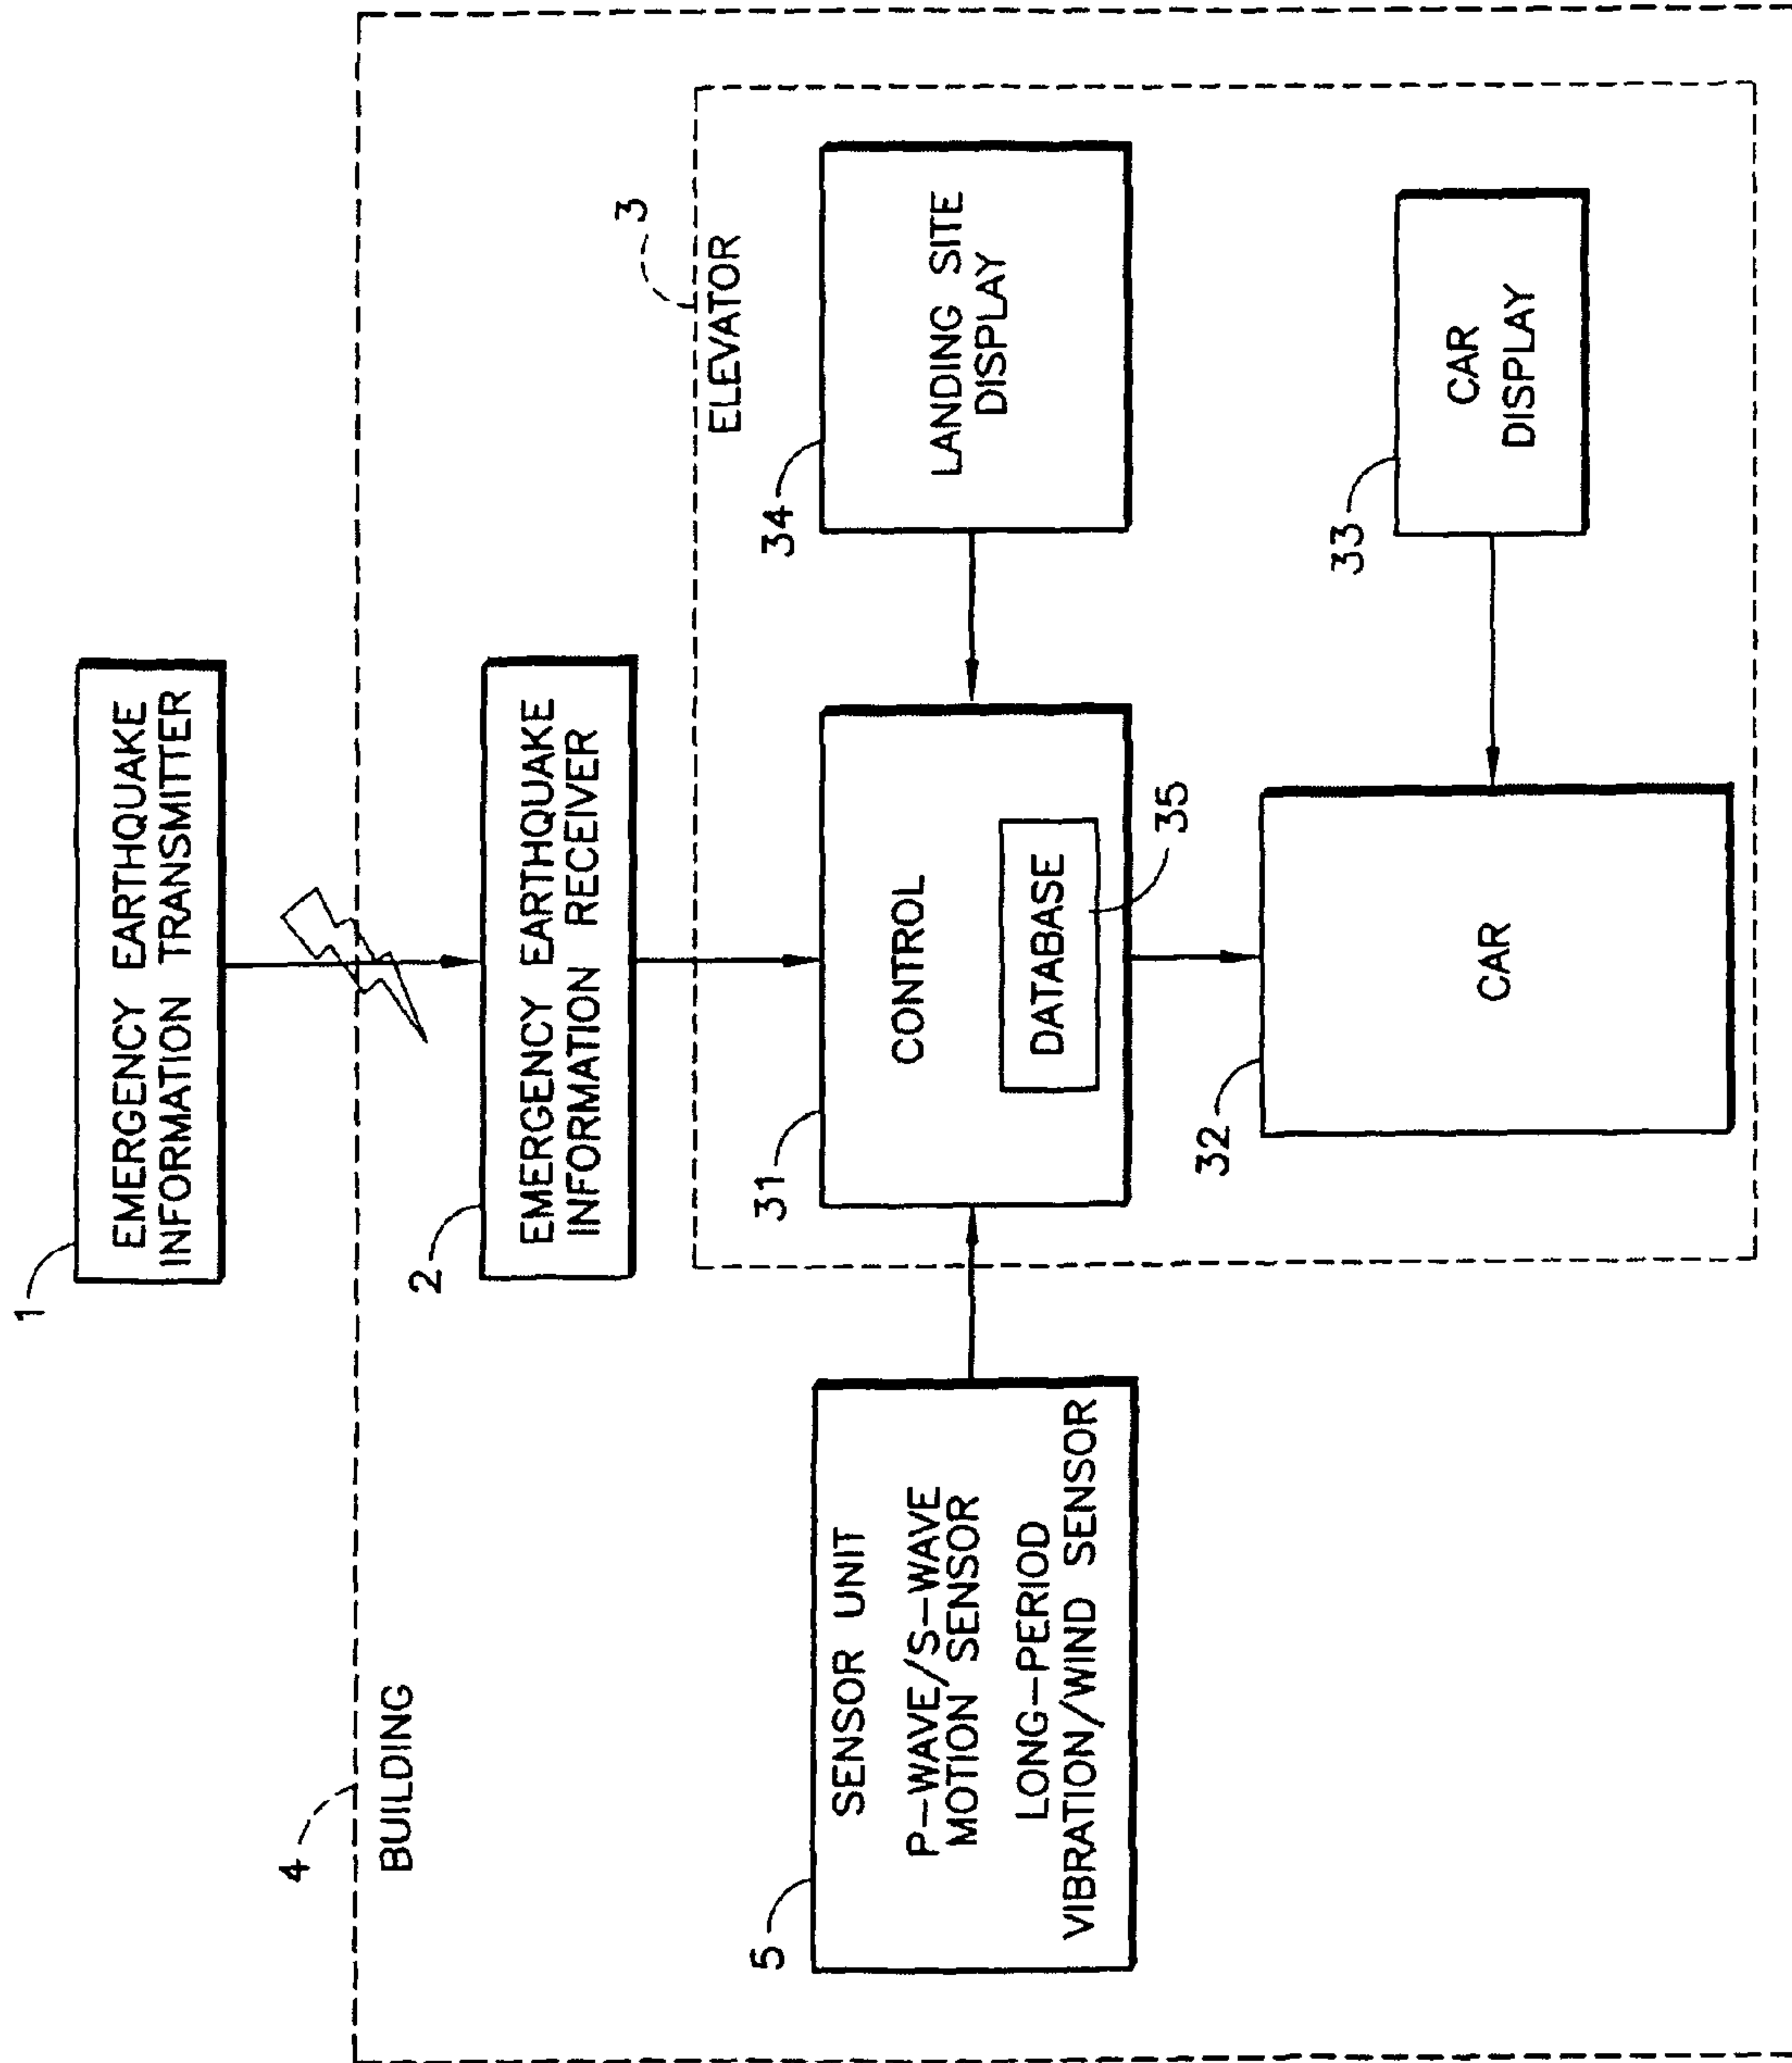 1
EMERGENCY EARTHQUAKE
INFORMATION TRANSMITTER
4
BUILDING
2
EMERGENCY EARTHQUAKE
INFORMATION RECEIVER
3
ELEVATOR
5
SENSOR UNIT
P-WAVE/S-WAVE
MOTION SENSOR
LONG-PERIOD
VIBRATION/WIND SENSOR
31
CONTROL
DATABASE
35
34
LANDING SITE
DISPLAY
32
CAR
33
CAR
DISPLAY